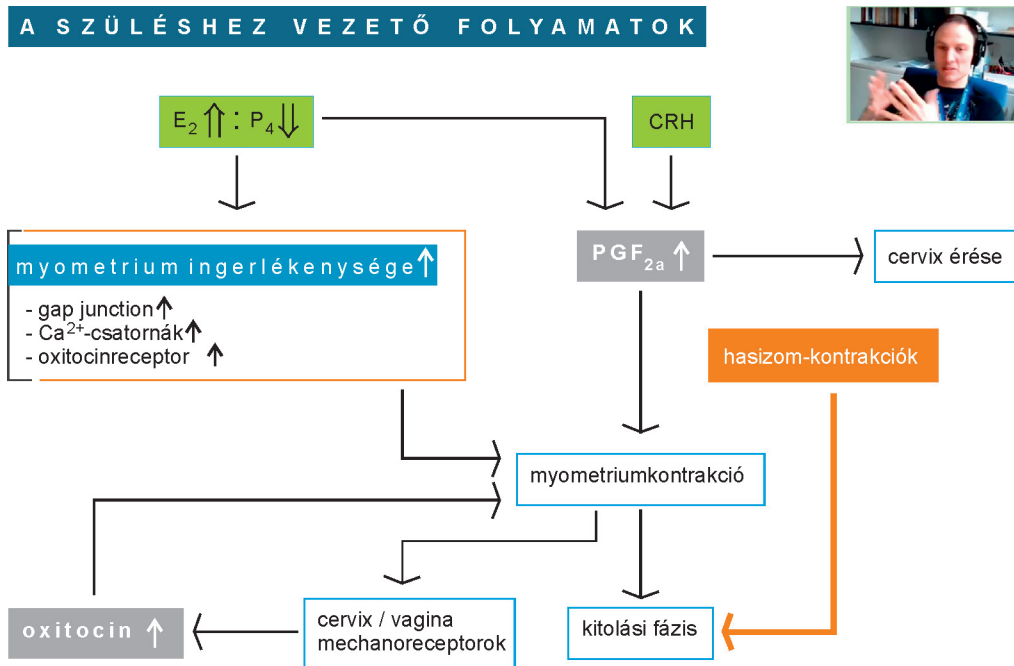 A SZÜLÉSHEZ VEZETŐ FOLYAMATOK
E₂⇑ : P₄⇓
CRH
myometrium ingerlékenysége↑
- gap junction↑
- Ca²⁺-csatornák↑
- oxitocinreceptor ↑
PGF₂ₐ ↑
cervix érése
hasizom-kontrakciók
myometriumkontrakció
oxitocin ↑
cervix / vagina
mechanoreceptorok
kitolási fázis